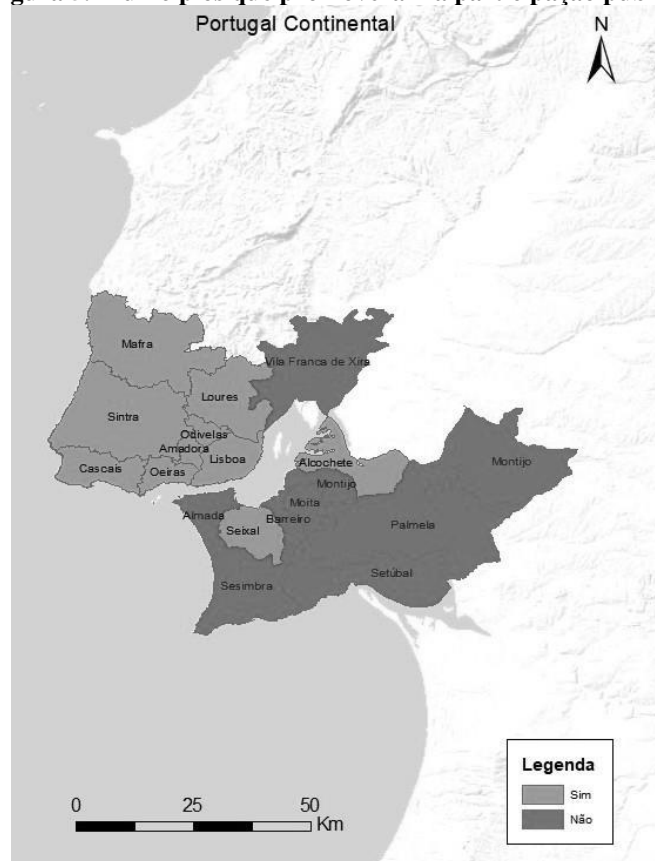 Portugal Continental
N
Mafra
Vila Franca de Xira
Loures
Sintra
Odivelas
Amadora
Lisboa
Cascais
Oeiras
Alcochete
Montijo
Montijo
Moita
Almada
Barreiro
Seixal
Palmela
Setúbal
Sesimbra
Legenda
Sim
Não
0 25 50
Km